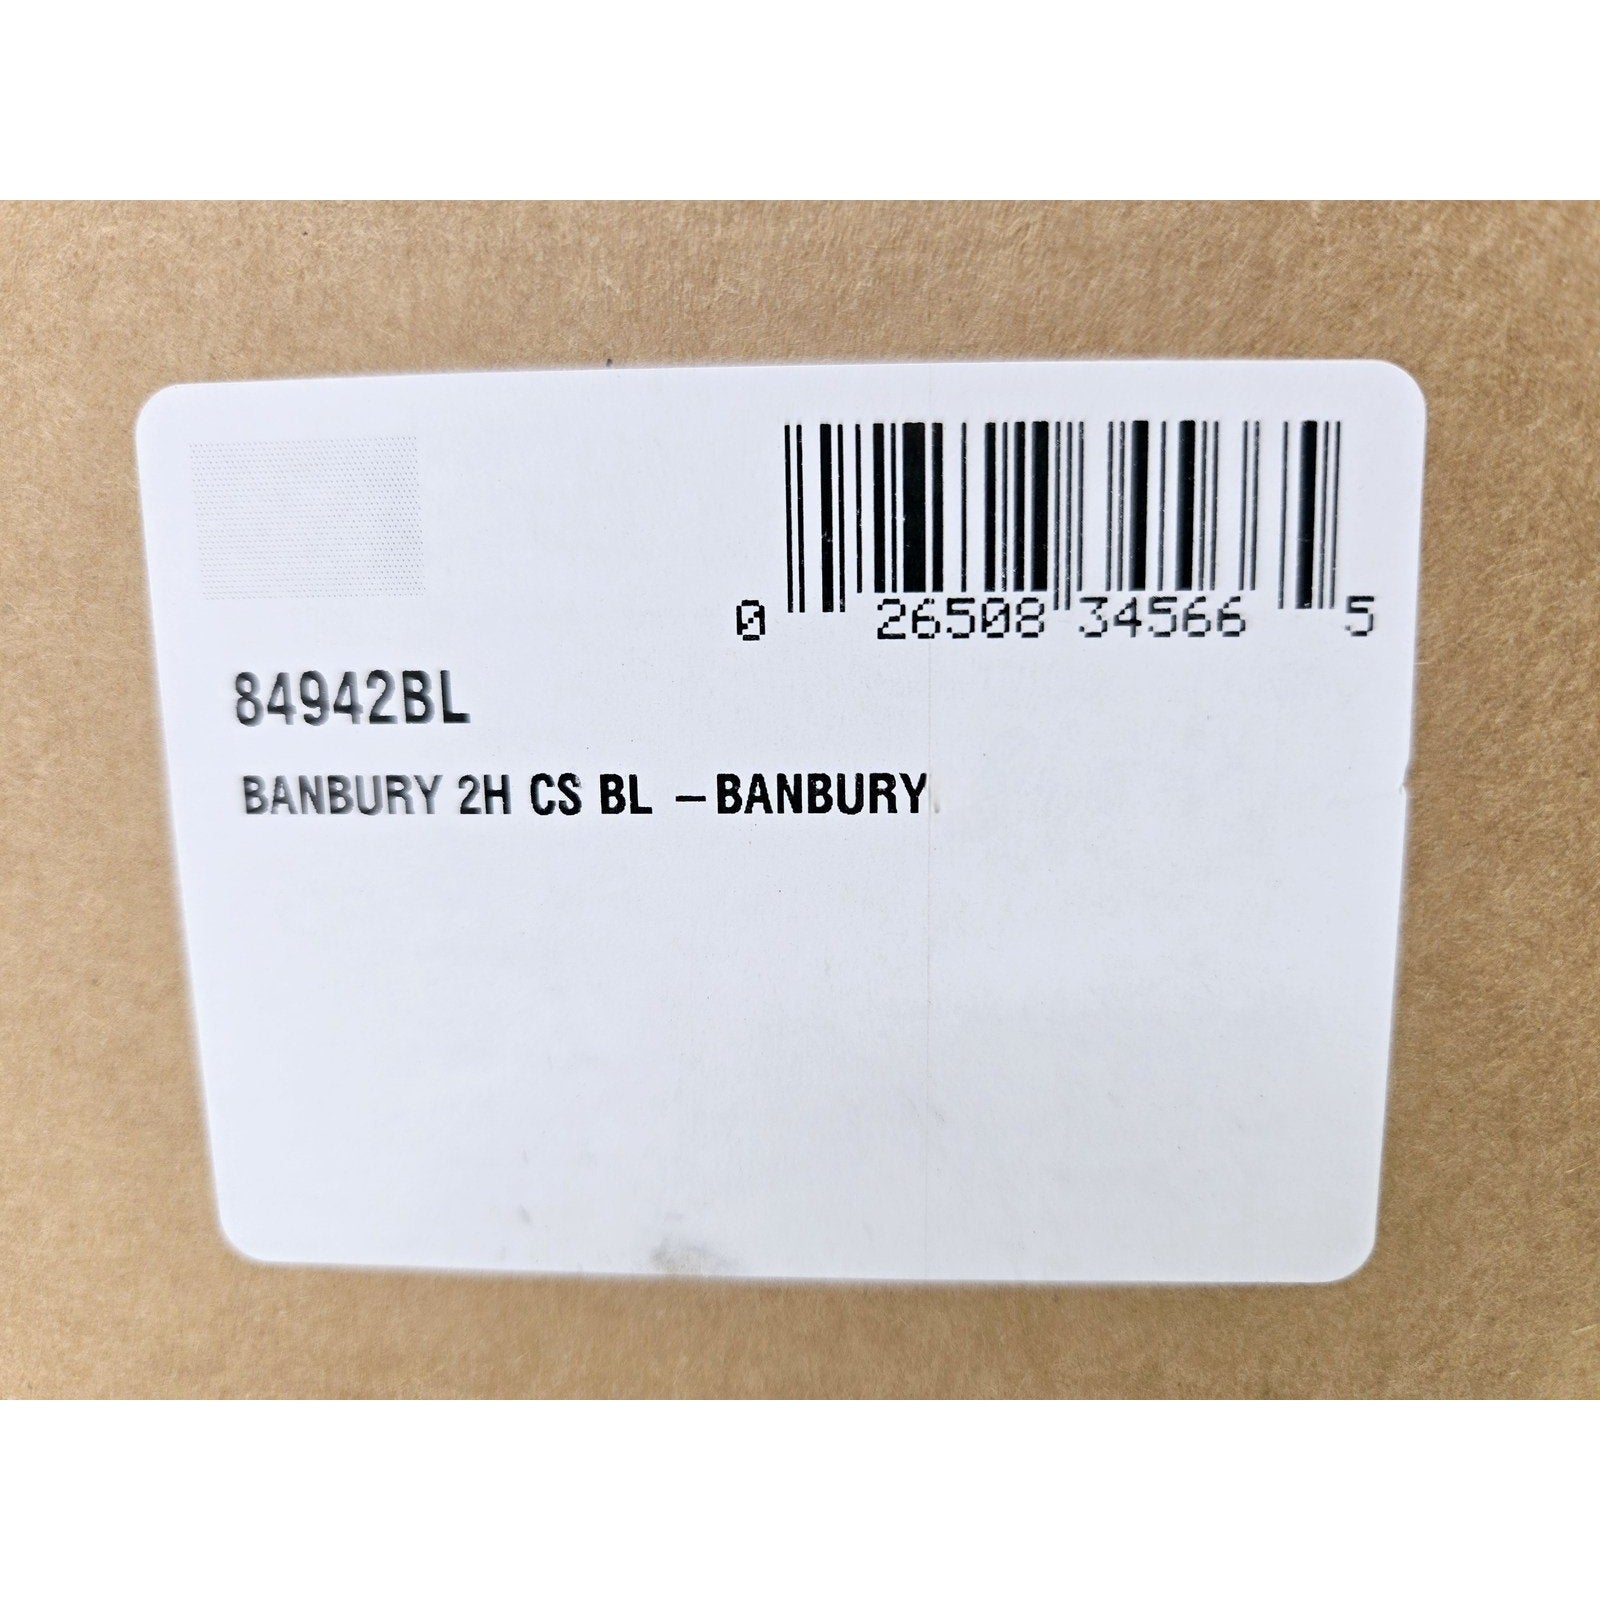 0 26508 34566 5
84942BL
BANBURY 2H CS BL -BANBURY